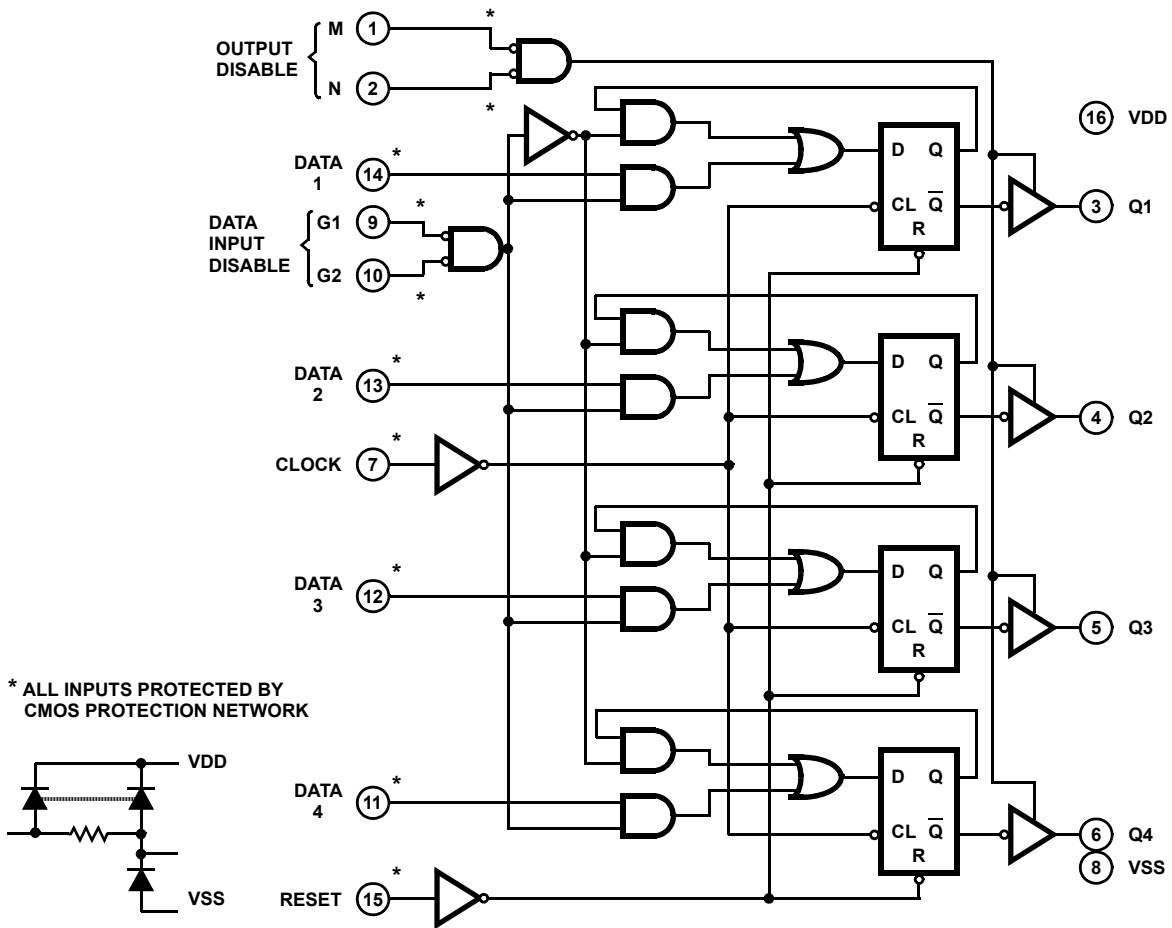 OUTPUT
DISABLE
M 1
N 2
16 VDD
DATA
1
14
DATA
INPUT
DISABLE
G1 9
G2 10
D Q
CL Q̅
R
3 Q1
DATA
2
13
D Q
CL Q̅
R
4 Q2
CLOCK 7
DATA
3
12
D Q
CL Q̅
R
5 Q3
* ALL INPUTS PROTECTED BY
CMOS PROTECTION NETWORK
VDD
VSS
DATA
4
11
D Q
CL Q̅
R
6 Q4
8 VSS
RESET 15
*
*
*
*
*
*
*
*
*
*